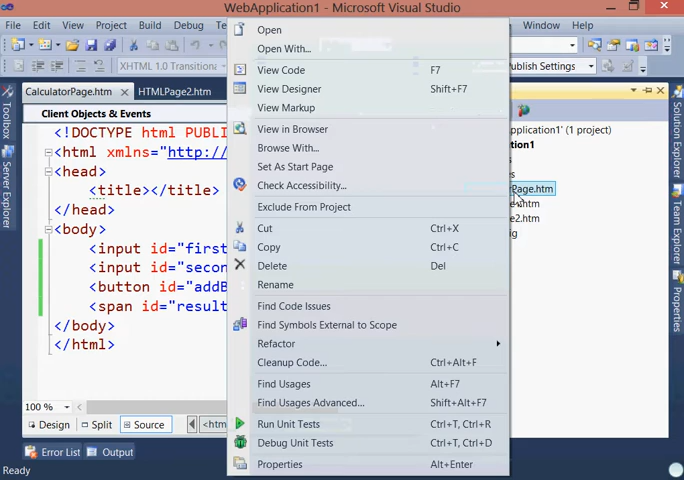 WebApplication1 - Microsoft Visual Studio
File Edit View Project Build Window Help
XHTML 1.0 Transition Publish Settings
CalculatorPage.htm HTMLPage2.htm
Client Objects & Events
<!DOCTYPE html PUBL
<html xmlns="http:/
<head>
<title></title>
</head>
<body>
<input id="first
<input id="secon
<button id="addB
<span id="result
</body>
</html>
100 %
Design Split Source <htm
Error List Output
Ready
Toolbox
Server Explorer
Open
Open With...
View Code F7
View Designer Shift+F7
View Markup
View in Browser
Browse With...
Set As Start Page
Check Accessibility...
Exclude From Project
Cut Ctrl+X
Copy Ctrl+C
Delete Del
Rename
Find Code Issues
Find Symbols External to Scope
Refactor
Cleanup Code... Ctrl+Alt+F
Find Usages Alt+F7
Find Usages Advanced... Shift+Alt+F7
Run Unit Tests Ctrl+T, Ctrl+R
Debug Unit Tests Ctrl+T, Ctrl+D
Properties Alt+Enter
pplication1' (1 project)
tion1
s
s
Page.htm
e.htm
e2.htm
ig
Solution Explorer
Team Explorer
Properties